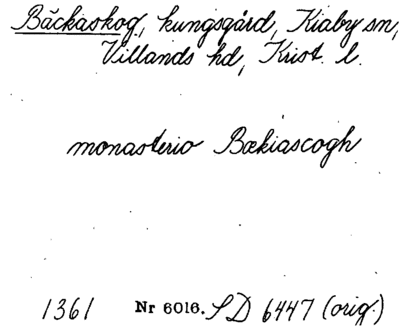 Bäckaskog, kungsgård, Kiaby sn,
Villands hd, Krist. l.
monasterio Bækiascogh
1361 Nr 6016. SD 6447 (orig.)